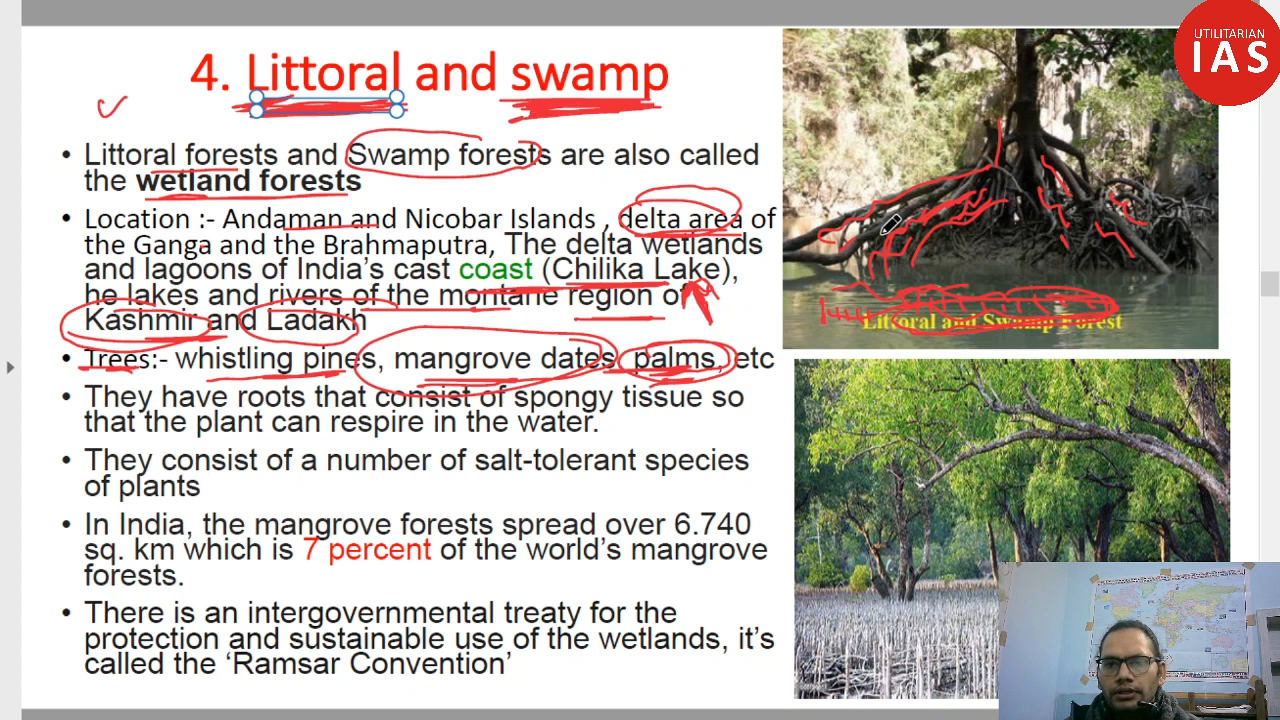 UTILITARIAN
IAS
4. Littoral and swamp
• Littoral forests and Swamp forests are also called
the wetland forests
• Location :- Andaman and Nicobar Islands , delta area of
the Ganga and the Brahmaputra, The delta wetlands
and lagoons of India's cast coast (Chilika Lake),
he lakes and rivers of the montane region of
Kashmir and Ladakh
• Trees:- whistling pines, mangrove dates, palms, etc
• They have roots that consist of spongy tissue so
that the plant can respire in the water.
• They consist of a number of salt-tolerant species
of plants
• In India, the mangrove forests spread over 6.740
sq. km which is 7 percent of the world's mangrove
forests.
• There is an intergovernmental treaty for the
protection and sustainable use of the wetlands, it's
called the 'Ramsar Convention'
Littoral and Swamp Forest